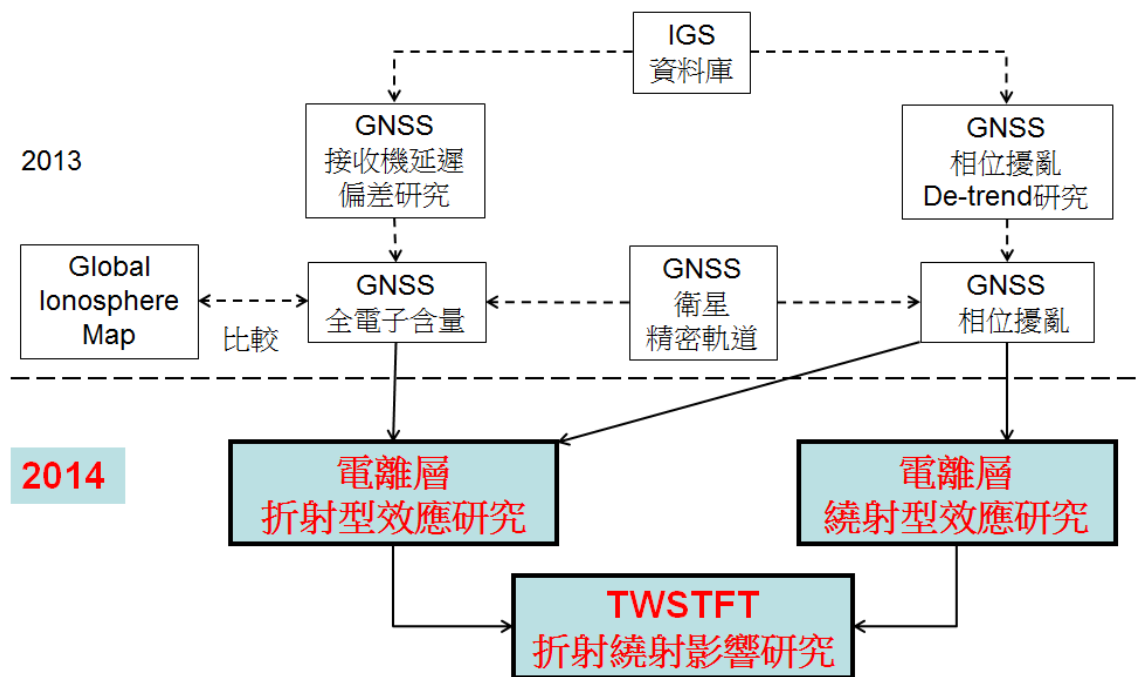 IGS
資料庫
2013
GNSS
接收機延遲
偏差研究
GNSS
相位擾亂
De-trend研究
Global
Ionosphere
Map
比較
GNSS
全電子含量
GNSS
衛星
精密軌道
GNSS
相位擾亂
2014
電離層
折射型效應研究
電離層
繞射型效應研究
TWSTFT
折射繞射影響研究